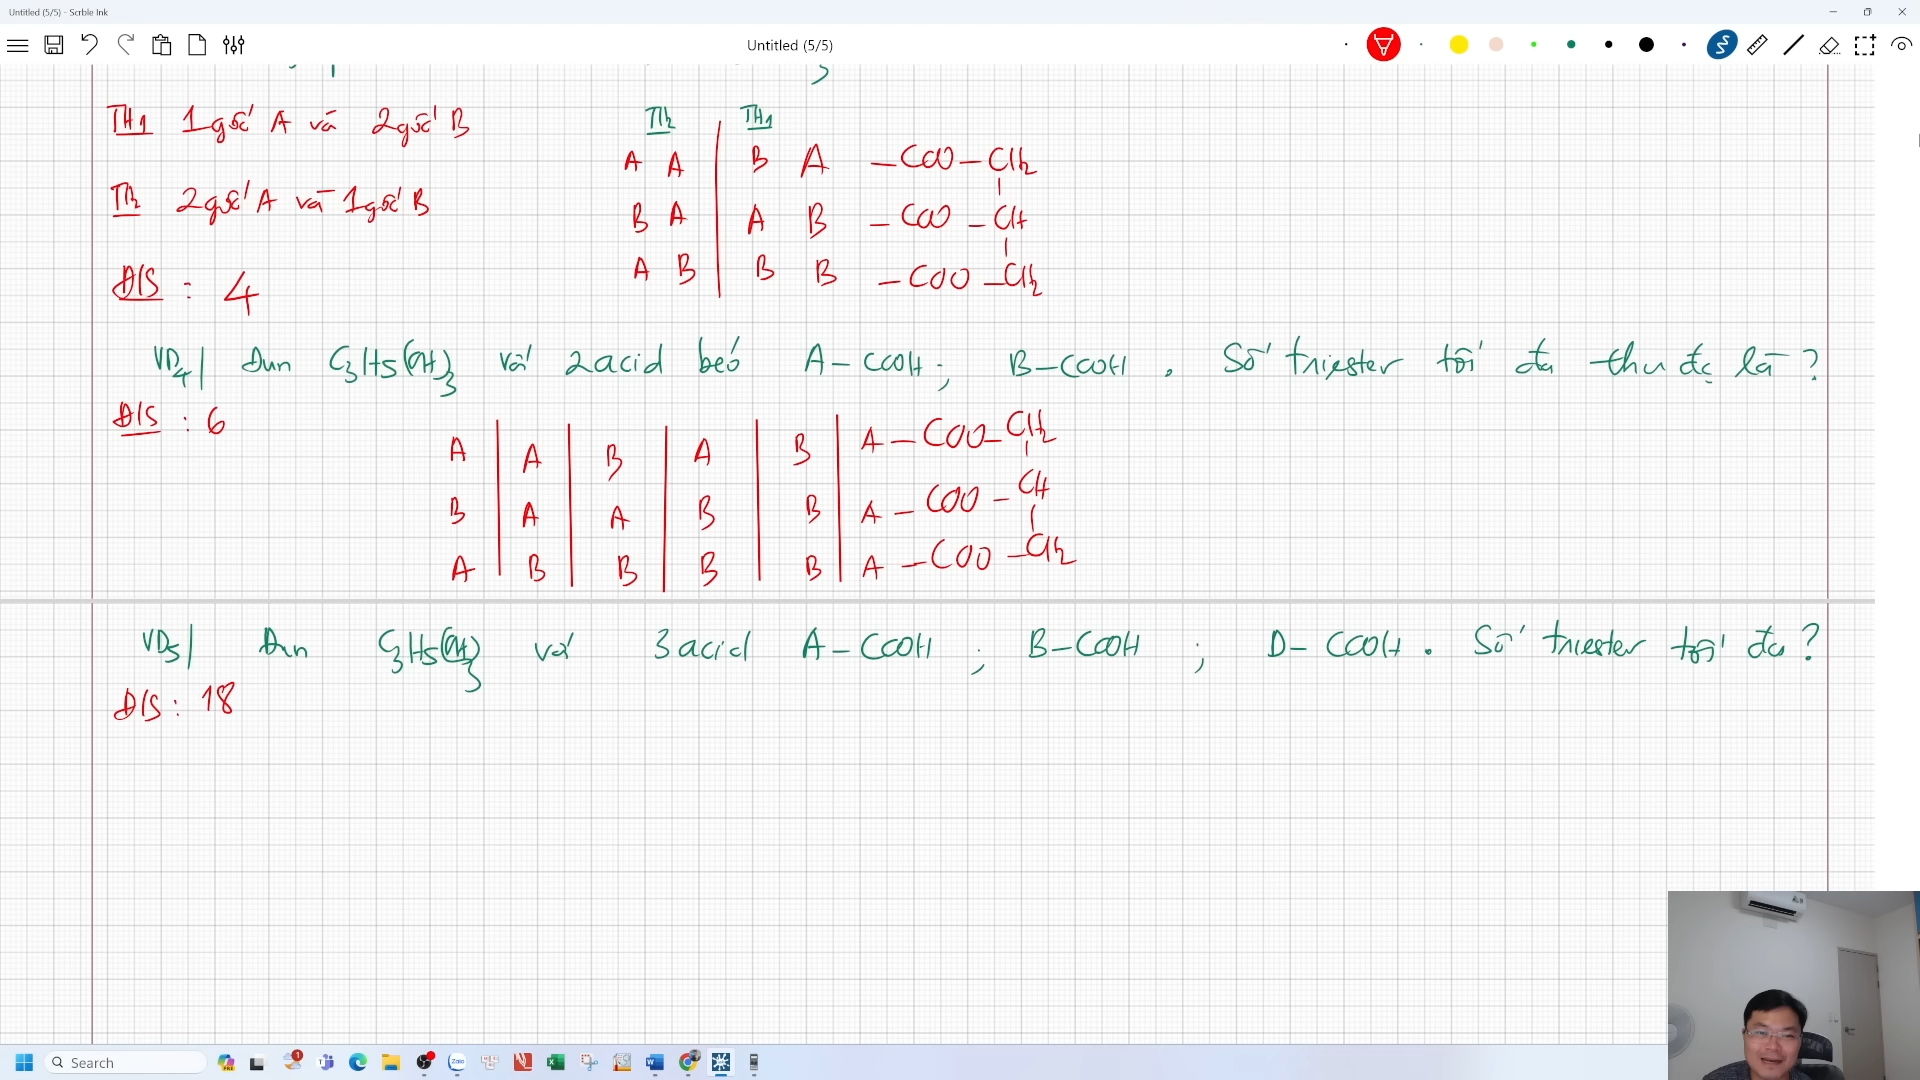 Untitled (5/5) - Scrble Ink
Untitled (5/5)
TH1 1 gốc A và 2 gốc B
TH2 2 gốc A và 1 gốc B
ĐS : 4
TH2 TH1
A A B A – COO – CH2
B A A B – COO – CH
A B B B – COO – CH2
VD4/ Đun C3H5(OH)3 với 2 acid béo A – COOH ; B – COOH . Số triester tối đa thu đc là ?
ĐS : 6
A A B A B A – COO – CH2
B A A B B A – COO – CH
A B B B B A – COO – CH2
VD5/ Đun C3H5(OH)3 với 3 acid A – COOH ; B – COOH ; D – COOH . Số triester tối đa ?
ĐS : 18
Search